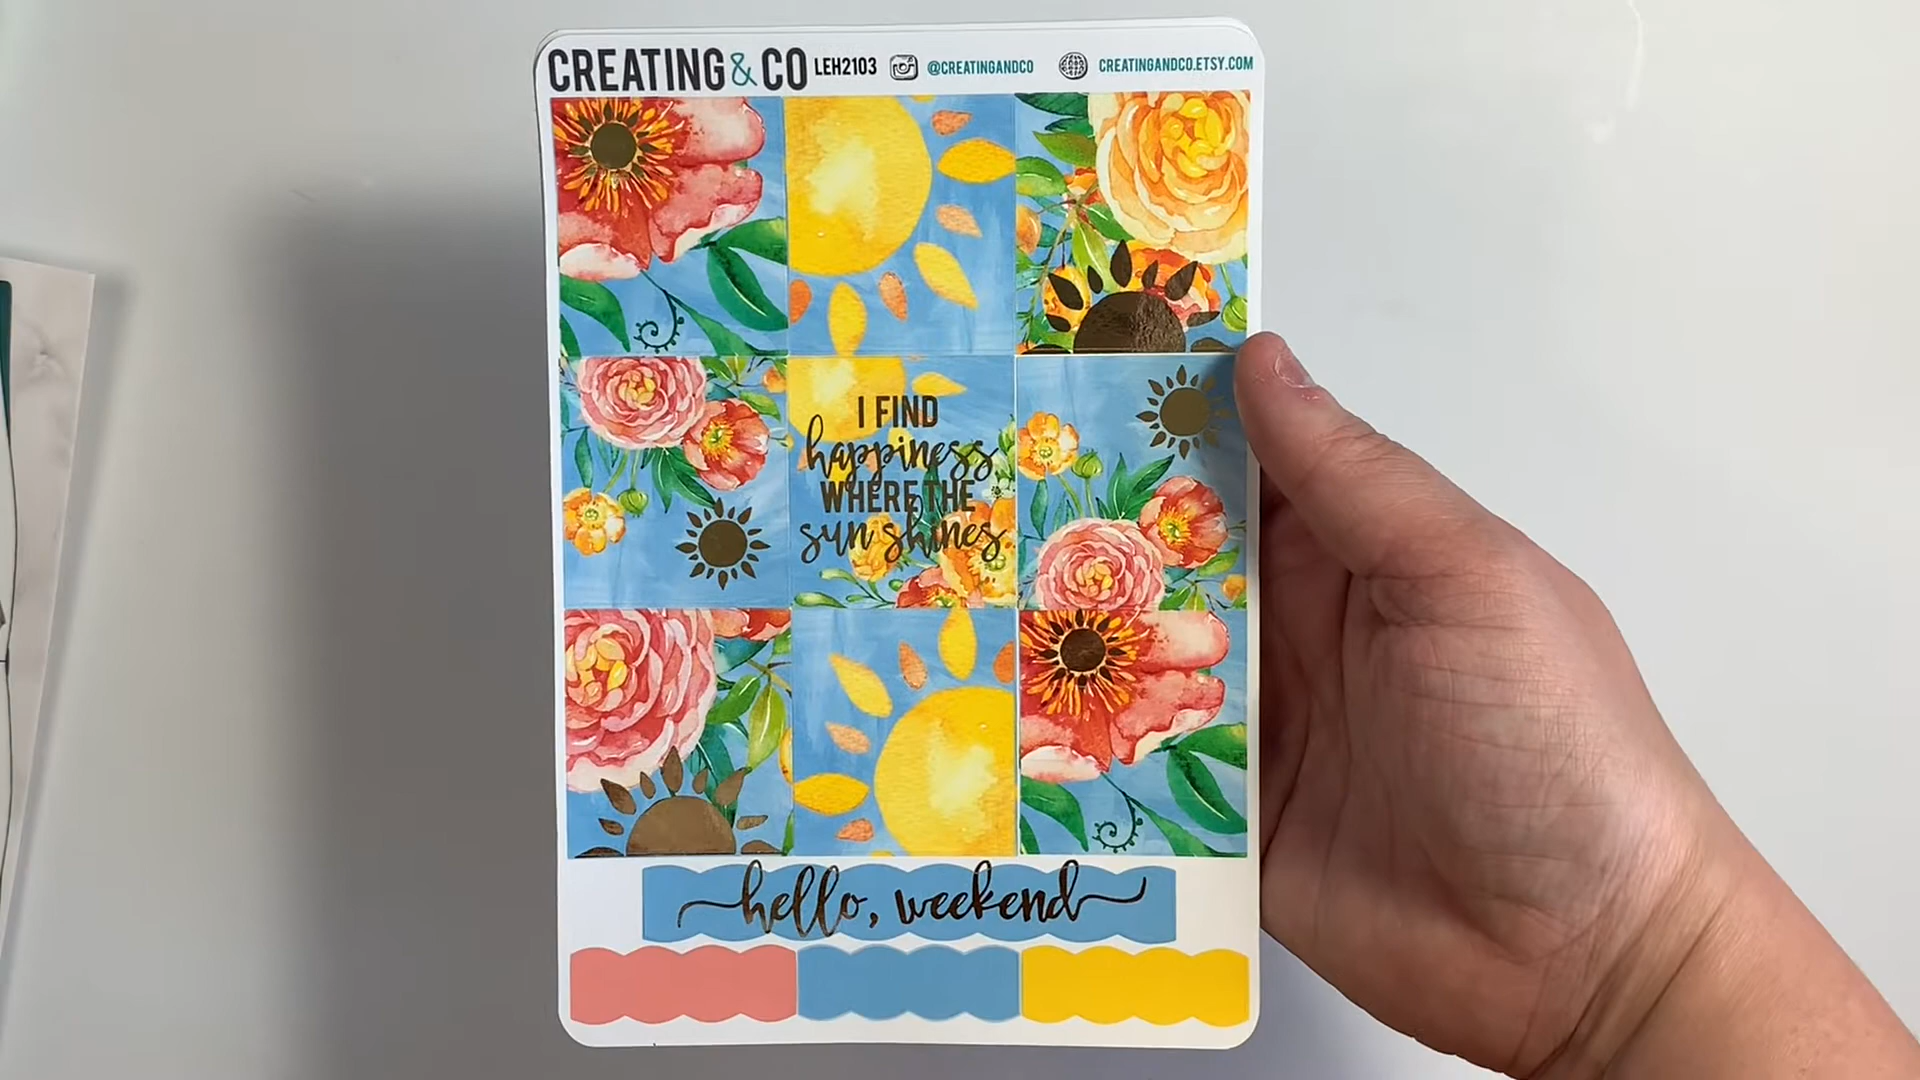 CREATING&CO LEH2103 @CREATINGANDCO CREATINGANDCO.ETSY.COM
I FIND
happiness
WHERE THE
sun shines
hello, weekend